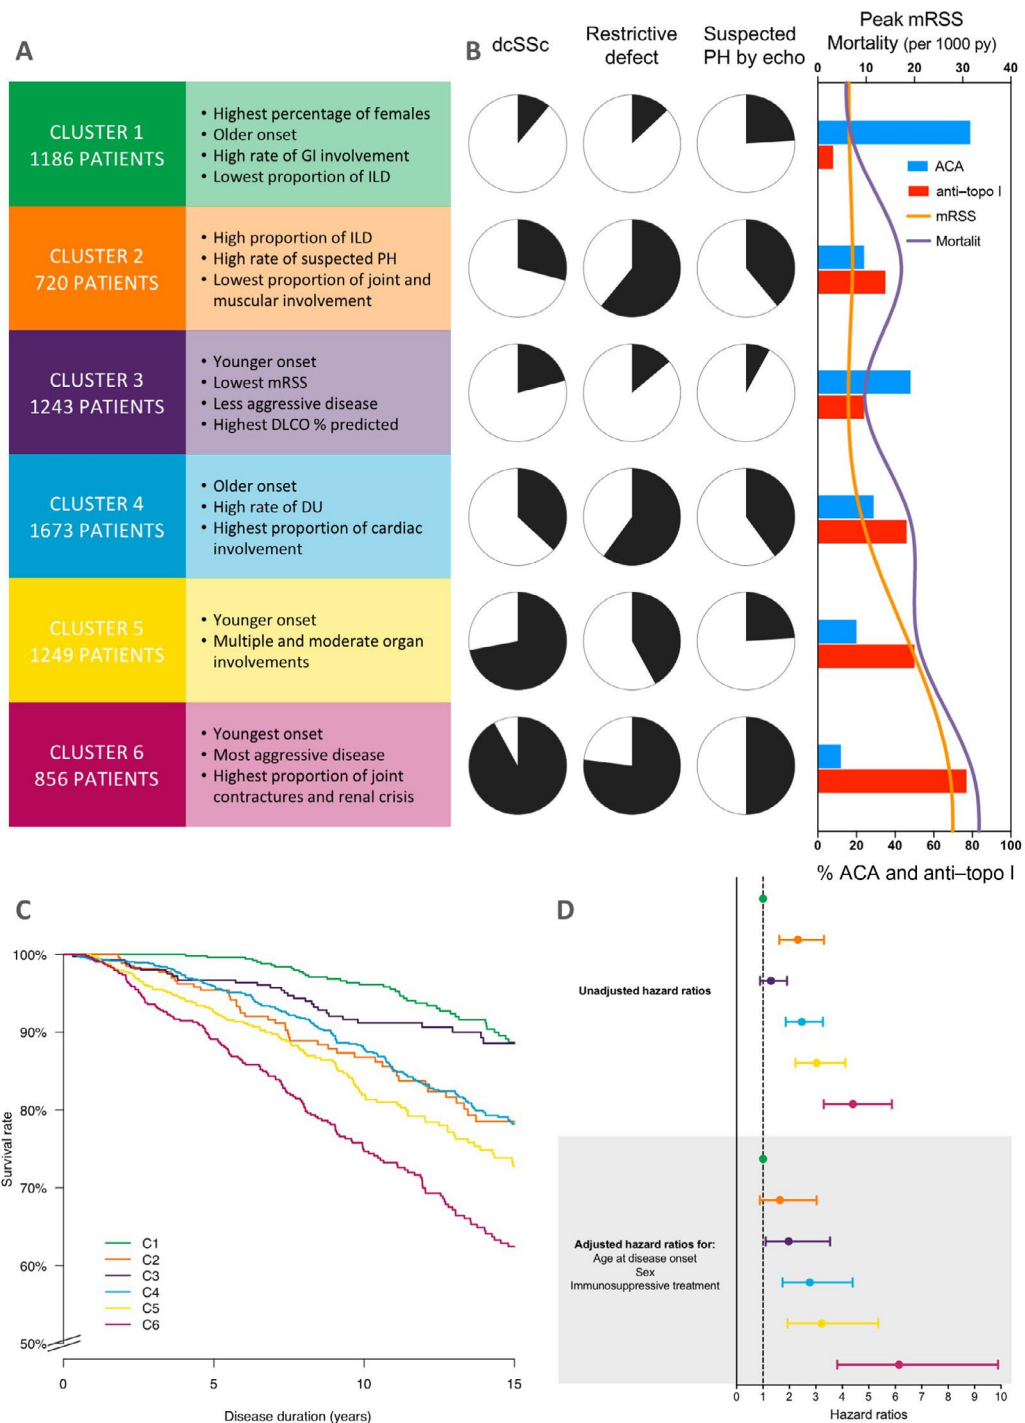 A
CLUSTER 1
1186 PATIENTS
• Highest percentage of females
• Older onset
• High rate of GI involvement
• Lowest proportion of ILD
CLUSTER 2
720 PATIENTS
• High proportion of ILD
• High rate of suspected PH
• Lowest proportion of joint and
muscular involvement
CLUSTER 3
1243 PATIENTS
• Younger onset
• Lowest mRSS
• Less aggressive disease
• Highest DLCO % predicted
CLUSTER 4
1673 PATIENTS
• Older onset
• High rate of DU
• Highest proportion of cardiac
involvement
CLUSTER 5
1249 PATIENTS
• Younger onset
• Multiple and moderate organ
involvements
CLUSTER 6
856 PATIENTS
• Youngest onset
• Most aggressive disease
• Highest proportion of joint
contractures and renal crisis
B
dcSSc
Restrictive
defect
Suspected
PH by echo
Peak mRSS
Mortality (per 1000 py)
0 10 20 30 40
ACA
anti–topo I
mRSS
Mortalit
0 20 40 60 80 100
% ACA and anti–topo I
C
Survival rate
100%
90%
80%
70%
60%
50%
C1
C2
C3
C4
C5
C6
0 5 10 15
Disease duration (years)
D
Unadjusted hazard ratios
Adjusted hazard ratios for:
Age at disease onset
Sex
Immunosuppressive treatment
0 1 2 3 4 5 6 7 8 9 10
Hazard ratios